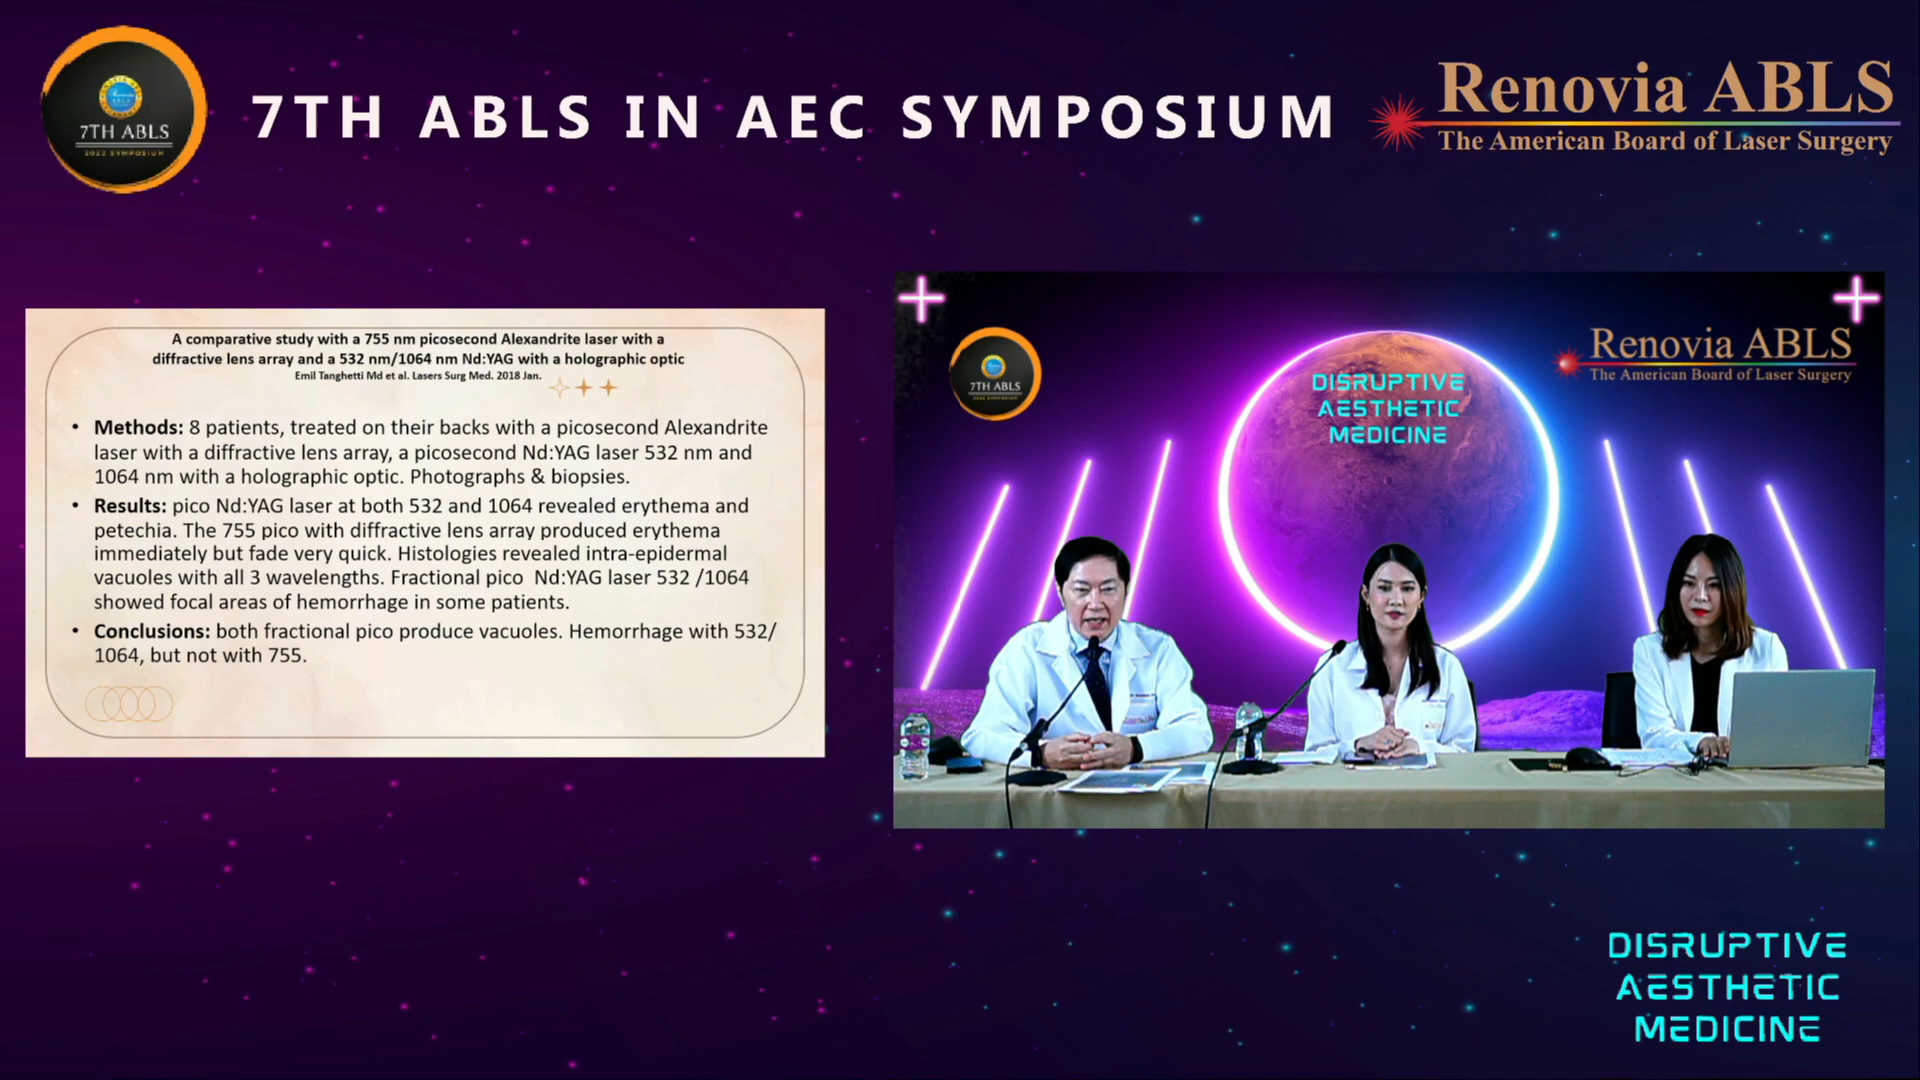 7TH ABLS
2022 SYMPOSIUM
7TH ABLS IN AEC SYMPOSIUM
Renovia ABLS
The American Board of Laser Surgery
A comparative study with a 755 nm picosecond Alexandrite laser with a
diffractive lens array and a 532 nm/1064 nm Nd:YAG with a holographic optic
Emil Tanghetti Md et al. Lasers Surg Med. 2018 Jan.
• Methods: 8 patients, treated on their backs with a picosecond Alexandrite
laser with a diffractive lens array, a picosecond Nd:YAG laser 532 nm and
1064 nm with a holographic optic. Photographs & biopsies.
• Results: pico Nd:YAG laser at both 532 and 1064 revealed erythema and
petechia. The 755 pico with diffractive lens array produced erythema
immediately but fade very quick. Histologies revealed intra-epidermal
vacuoles with all 3 wavelengths. Fractional pico Nd:YAG laser 532 /1064
showed focal areas of hemorrhage in some patients.
• Conclusions: both fractional pico produce vacuoles. Hemorrhage with 532/
1064, but not with 755.
7TH ABLS
2022 SYMPOSIUM
DISRUPTIVE
AESTHETIC
MEDICINE
Renovia ABLS
The American Board of Laser Surgery
DISRUPTIVE
AESTHETIC
MEDICINE